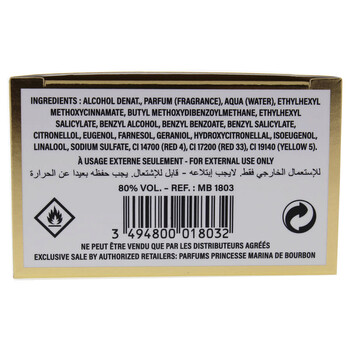 INGREDIENTS : ALCOHOL DENAT., PARFUM (FRAGRANCE), AQUA (WATER), ETHYLHEXYL
METHOXYCINNAMATE, BUTYL METHOXYDIBENZOYLMETHANE, ETHYLHEXYL
SALICYLATE, BENZYL ALCOHOL, BENZYL BENZOATE, BENZYL SALICYLATE,
CITRONELLOL, EUGENOL, FARNESOL, GERANIOL, HYDROXYCITRONELLAL, ISOEUGENOL,
LINALOOL, SODIUM SULFATE, CI 14700 (RED 4), CI 17200 (RED 33), CI 19140 (YELLOW 5).
À USAGE EXTERNE SEULEMENT - FOR EXTERNAL USE ONLY
للإستعمال الخارجي فقط. لايجب إبتلاعه - قابل للإشتعال. يجب حفظه بعيدا عن الحرارة
80% VOL. - REF. : MB 1803
3 494800 018032
NE PEUT ÊTRE VENDU QUE PAR LES DISTRIBUTEURS AGRÉÉS
EXCLUSIVE SALE BY AUTHORIZED RETAILERS: PARFUMS PRINCESSE MARINA DE BOURBON